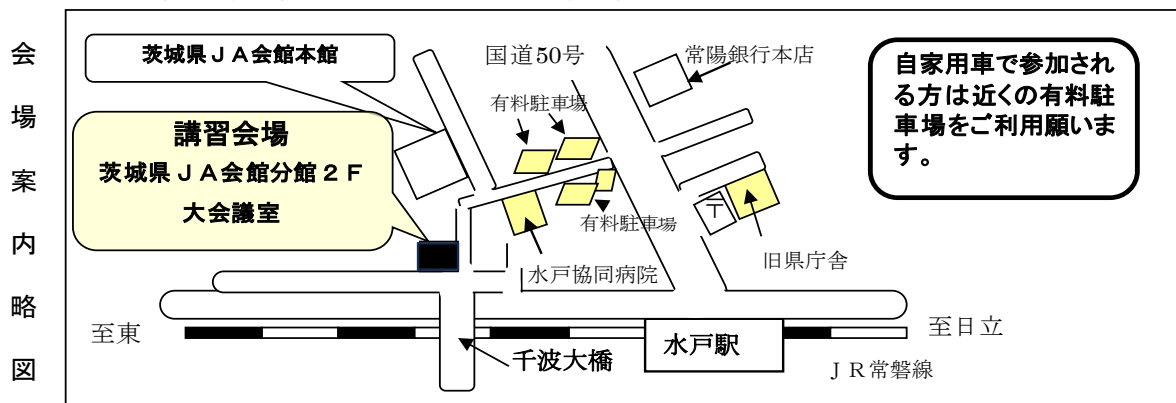 会場案内略図
茨城県ＪＡ会館本館
国道50号
常陽銀行本店
自家用車で参加され
る方は近くの有料駐
車場をご利用願いま
す。
有料駐車場
講習会場
茨城県ＪＡ会館分館２Ｆ
大会議室
〒
有料駐車場
旧県庁舎
水戸協同病院
至東
至日立
水戸駅
千波大橋
ＪＲ常磐線